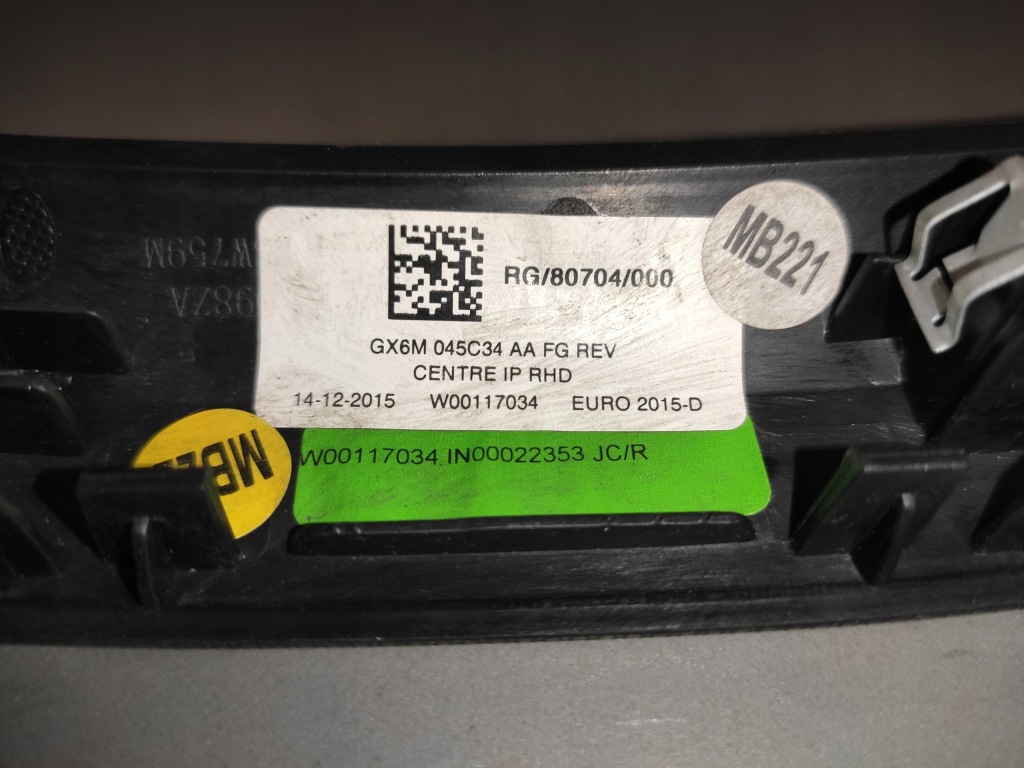 RG/80704/000
MB221
GX6M 045C34 AA FG REV
CENTRE IP RHD
14-12-2015 W00117034 EURO 2015-D
W00117034 IN00022353 JC/R